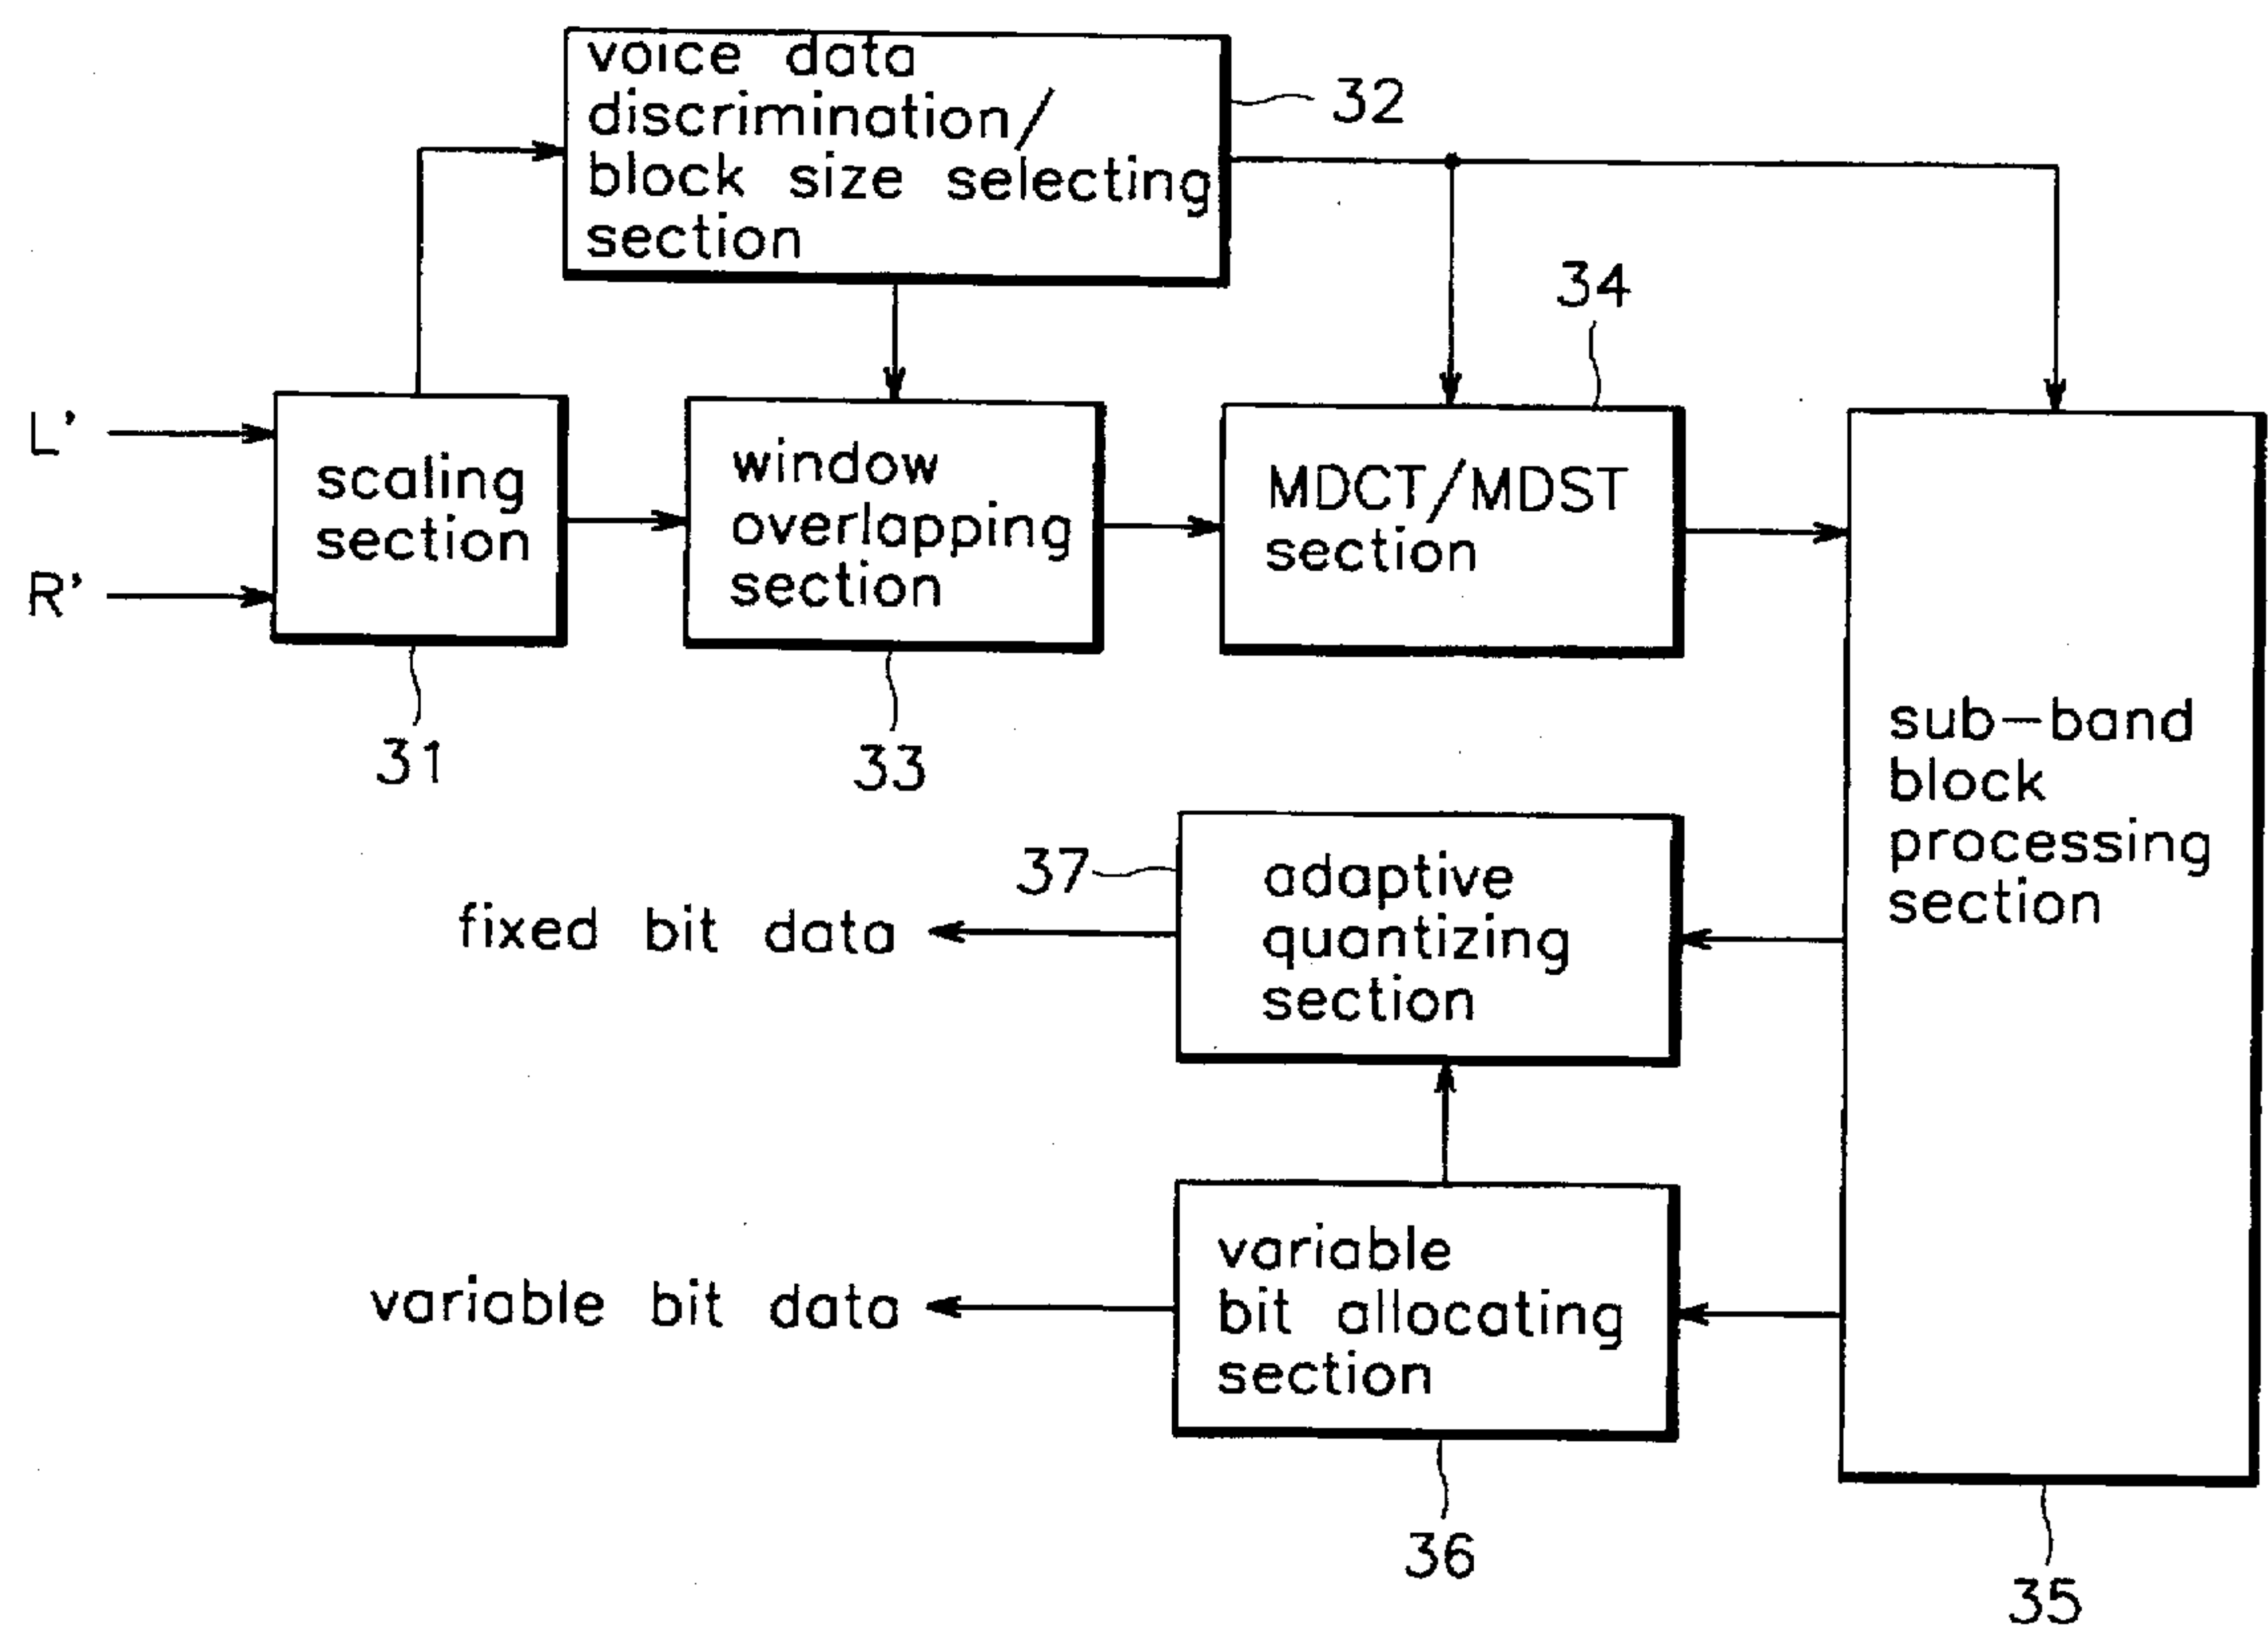 voice data
discrimination/
block size selecting
section
32
34
L'
R'
scaling
section
window
overlapping
section
MDCT/MDST
section
31
33
sub-band
block
processing
section
37
adaptive
quantizing
section
fixed bit data
variable
bit allocating
section
variable bit data
36
35